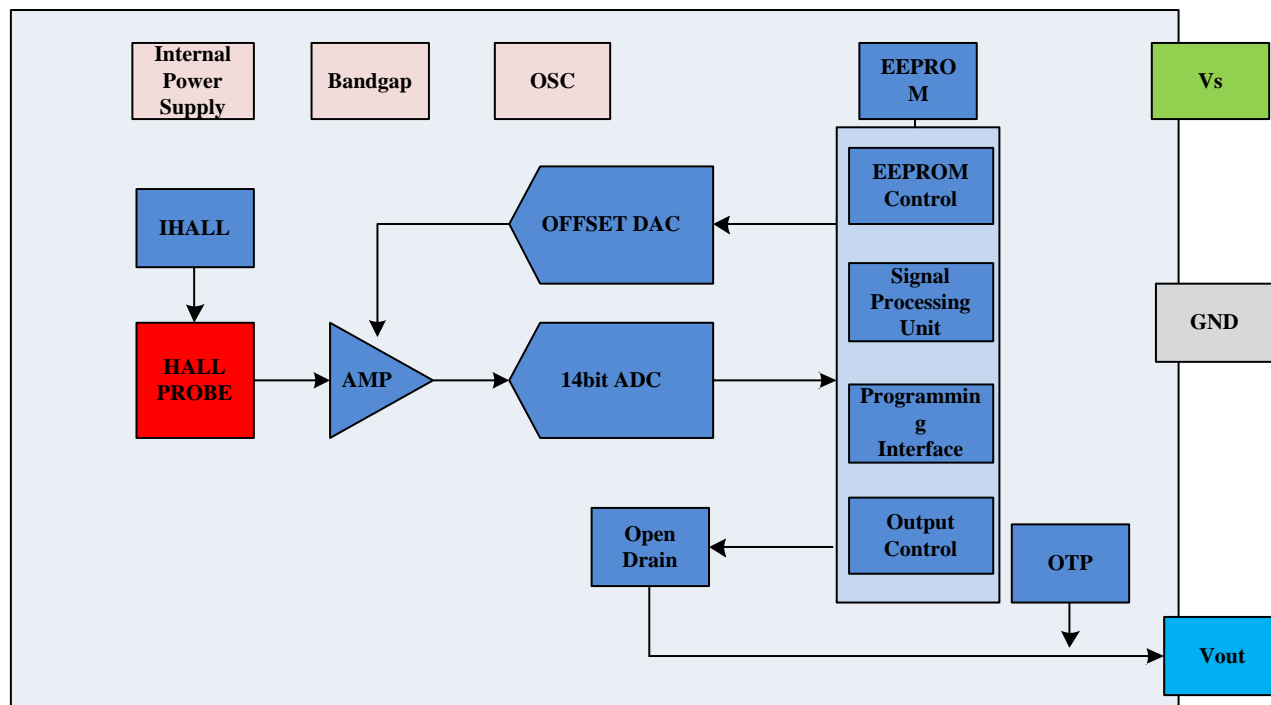 Internal
Power
Supply
Bandgap
OSC
EEPRO
M
Vs
EEPROM
Control
IHALL
OFFSET DAC
Signal
Processing
Unit
GND
HALL
PROBE
AMP
14bit ADC
Programmin
g
Interface
Open
Drain
Output
Control
OTP
Vout